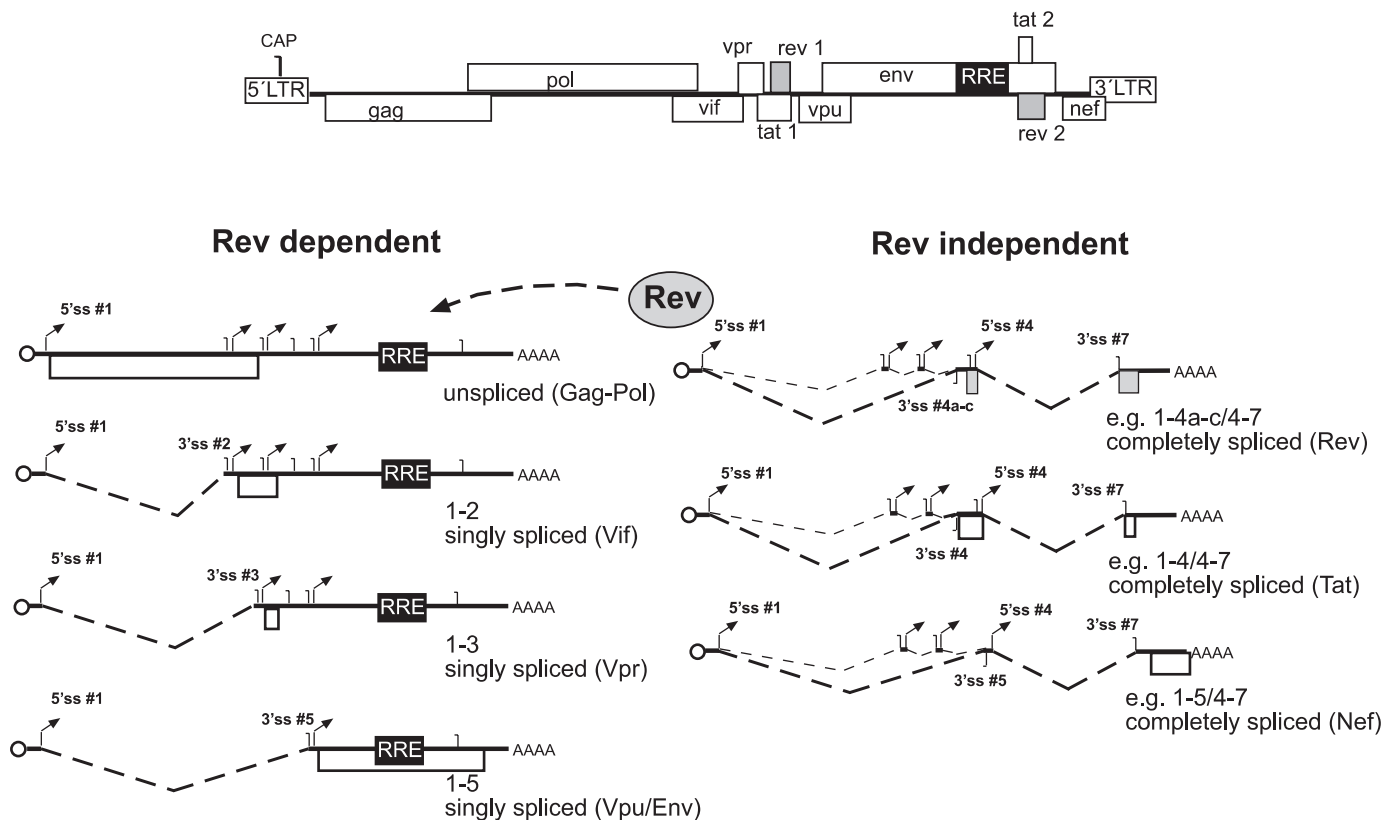 tat 2
CAP
vpr
rev 1
5´LTR
pol
env
RRE
3´LTR
gag
vif
tat 1
vpu
rev 2
nef
Rev dependent
Rev independent
Rev
5'ss #1
RRE
AAAA
unspliced (Gag-Pol)
5'ss #1
3'ss #2
RRE
AAAA
1-2
singly spliced (Vif)
5'ss #1
3'ss #3
RRE
AAAA
1-3
singly spliced (Vpr)
5'ss #1
3'ss #5
RRE
AAAA
1-5
singly spliced (Vpu/Env)
5'ss #1
5'ss #4
3'ss #7
AAAA
3'ss #4a-c
e.g. 1-4a-c/4-7
completely spliced (Rev)
5'ss #1
5'ss #4
3'ss #7
AAAA
3'ss #4
e.g. 1-4/4-7
completely spliced (Tat)
5'ss #1
5'ss #4
3'ss #7
AAAA
3'ss #5
e.g. 1-5/4-7
completely spliced (Nef)